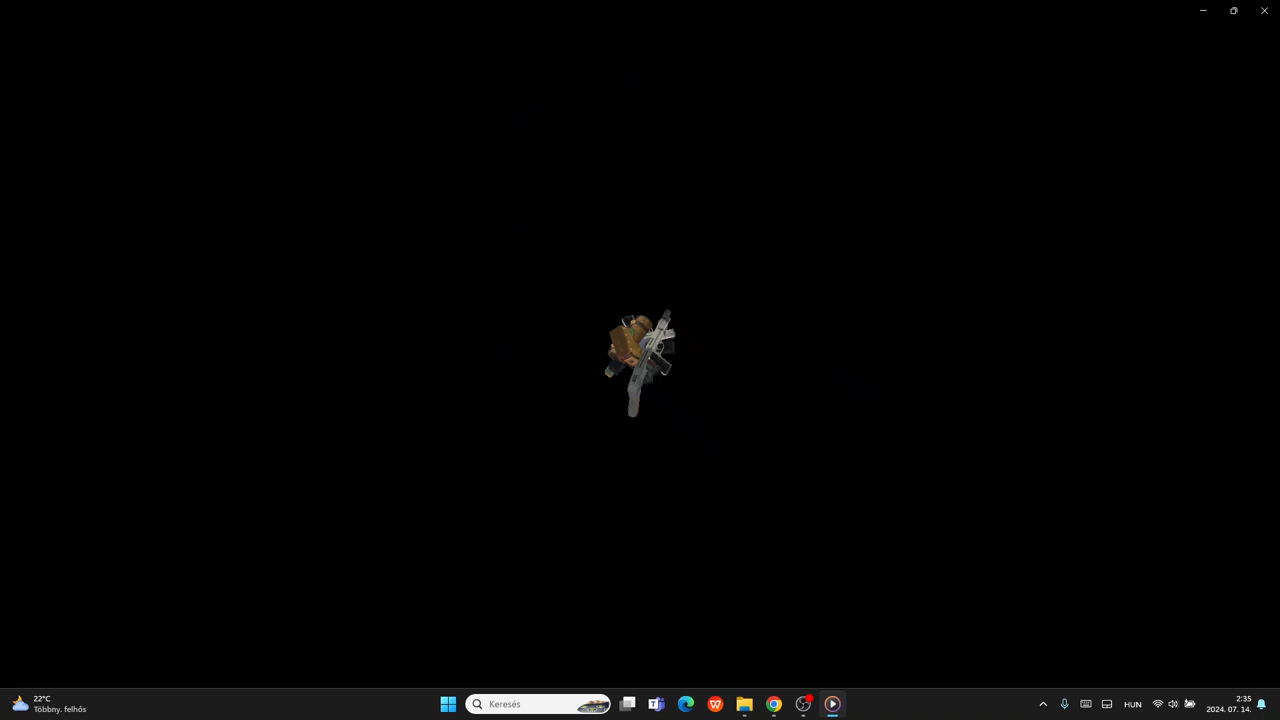 22°C
Többny. felhős
Keresés
HUN
2:35
2024. 07. 14.